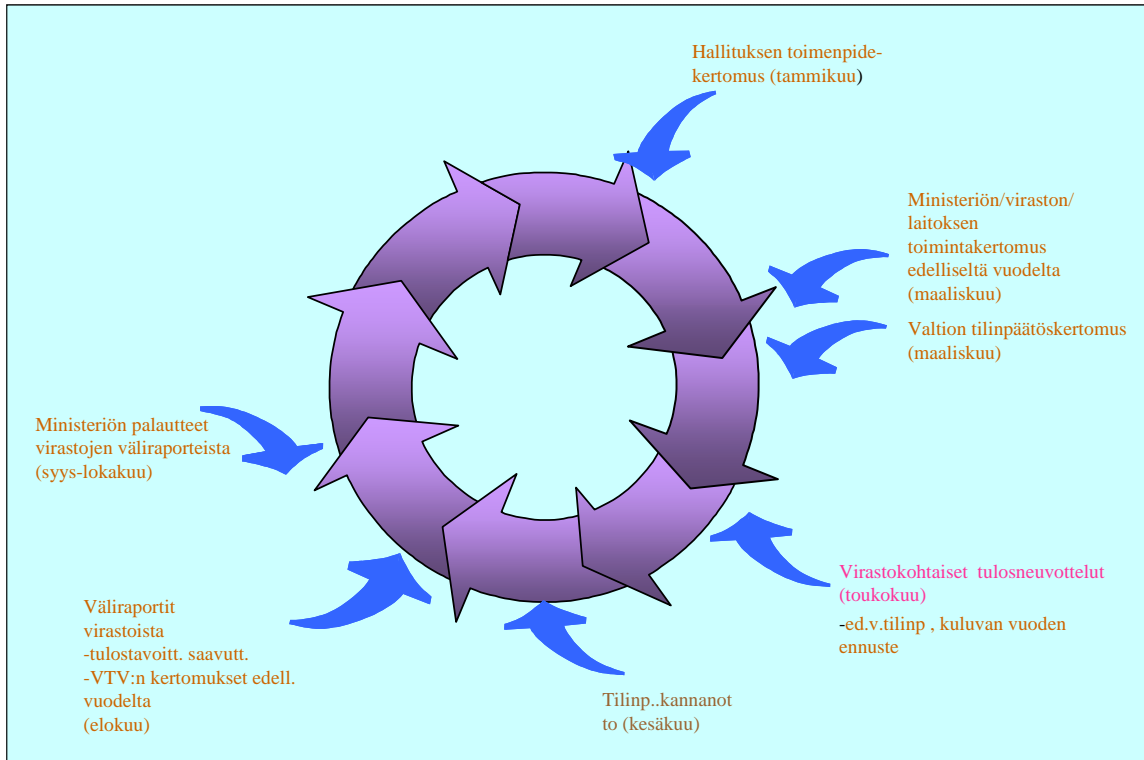 Hallituksen toimenpide-
kertomus (tammikuu)
Ministeriön/viraston/
laitoksen
toimintakertomus
edelliseltä vuodelta
(maaliskuu)
Valtion tilinpäätöskertomus
(maaliskuu)
Virastokohtaiset tulosneuvottelut
(toukokuu)
-ed.v.tilinp , kuluvan vuoden
ennuste
Tilinp..kannanot
to (kesäkuu)
Väliraportit
virastoista
-tulostavoitt. saavutt.
-VTV:n kertomukset edell.
vuodelta
(elokuu)
Ministeriön palautteet
virastojen väliraporteista
(syys-lokakuu)